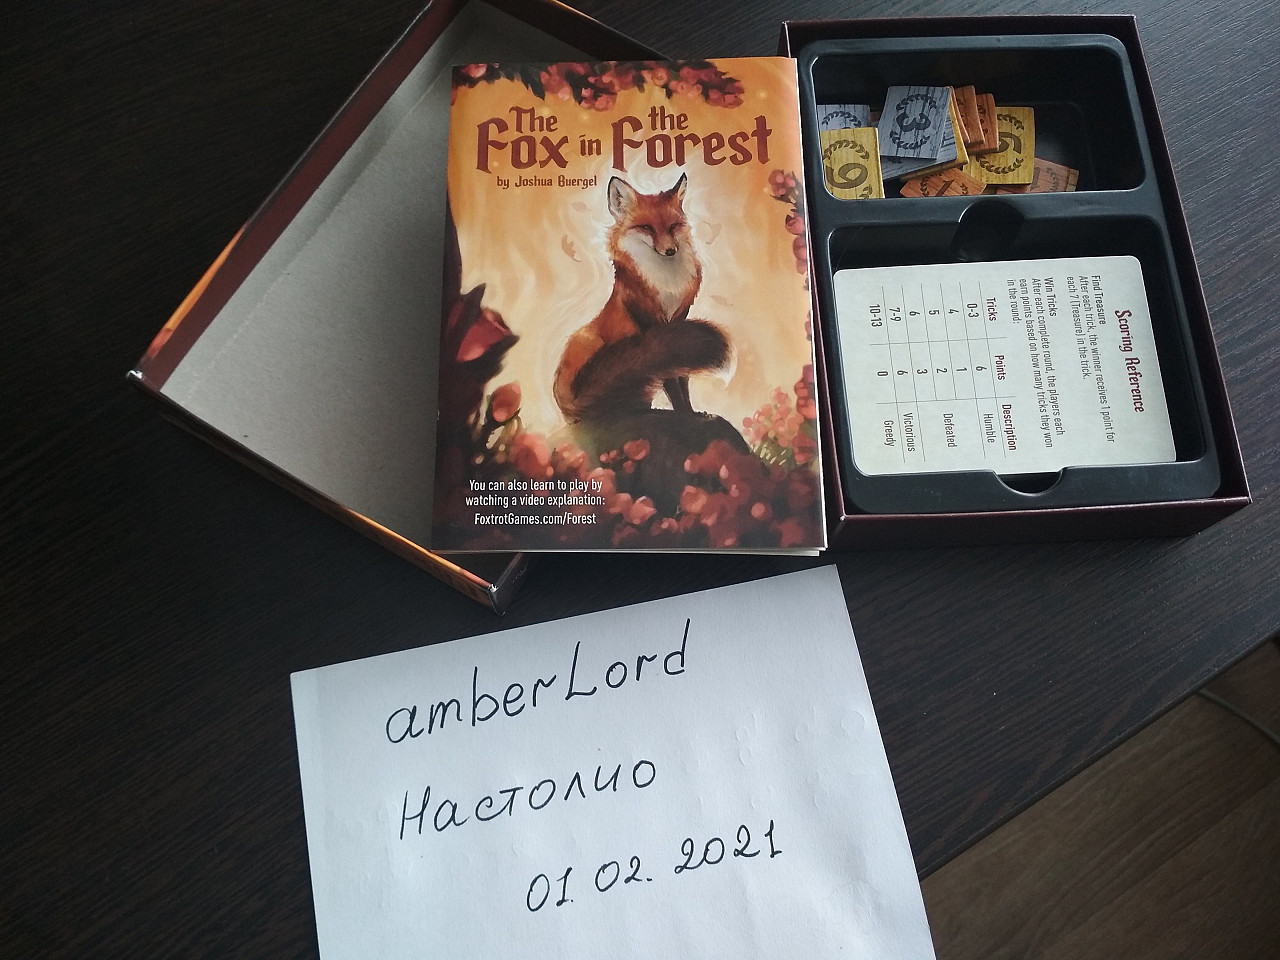 The
Fox in
the
Forest
by Joshua Buergel
You can also learn to play by
watching a video explanation:
FoxtrotGames.com/Forest
3
6
6
1
Scoring Reference
Find Treasure
After each trick, the winner receives 1 point for
each 7 (Treasure) in the trick.
Win Tricks
After each complete round, the players each
earn points based on how many tricks they won
in the round:
Tricks Points Description
0-3 6 Humble
4 1
5 2 Defeated
6 3
7-9 6 Victorious
10-13 0 Greedy
amberLord
Настолио
01.02.2021